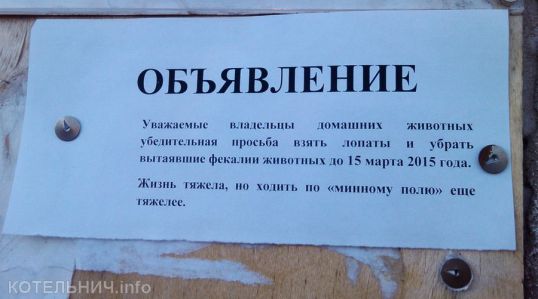 ОБЪЯВЛЕНИЕ
Уважаемые владельцы домашних животных
убедительная просьба взять лопаты и убрать
вытаявшие фекалии животных до 15 марта 2015 года.
Жизнь тяжела, но ходить по «минному полю» еще
тяжелее.
КОТЕЛЬНИЧ.info